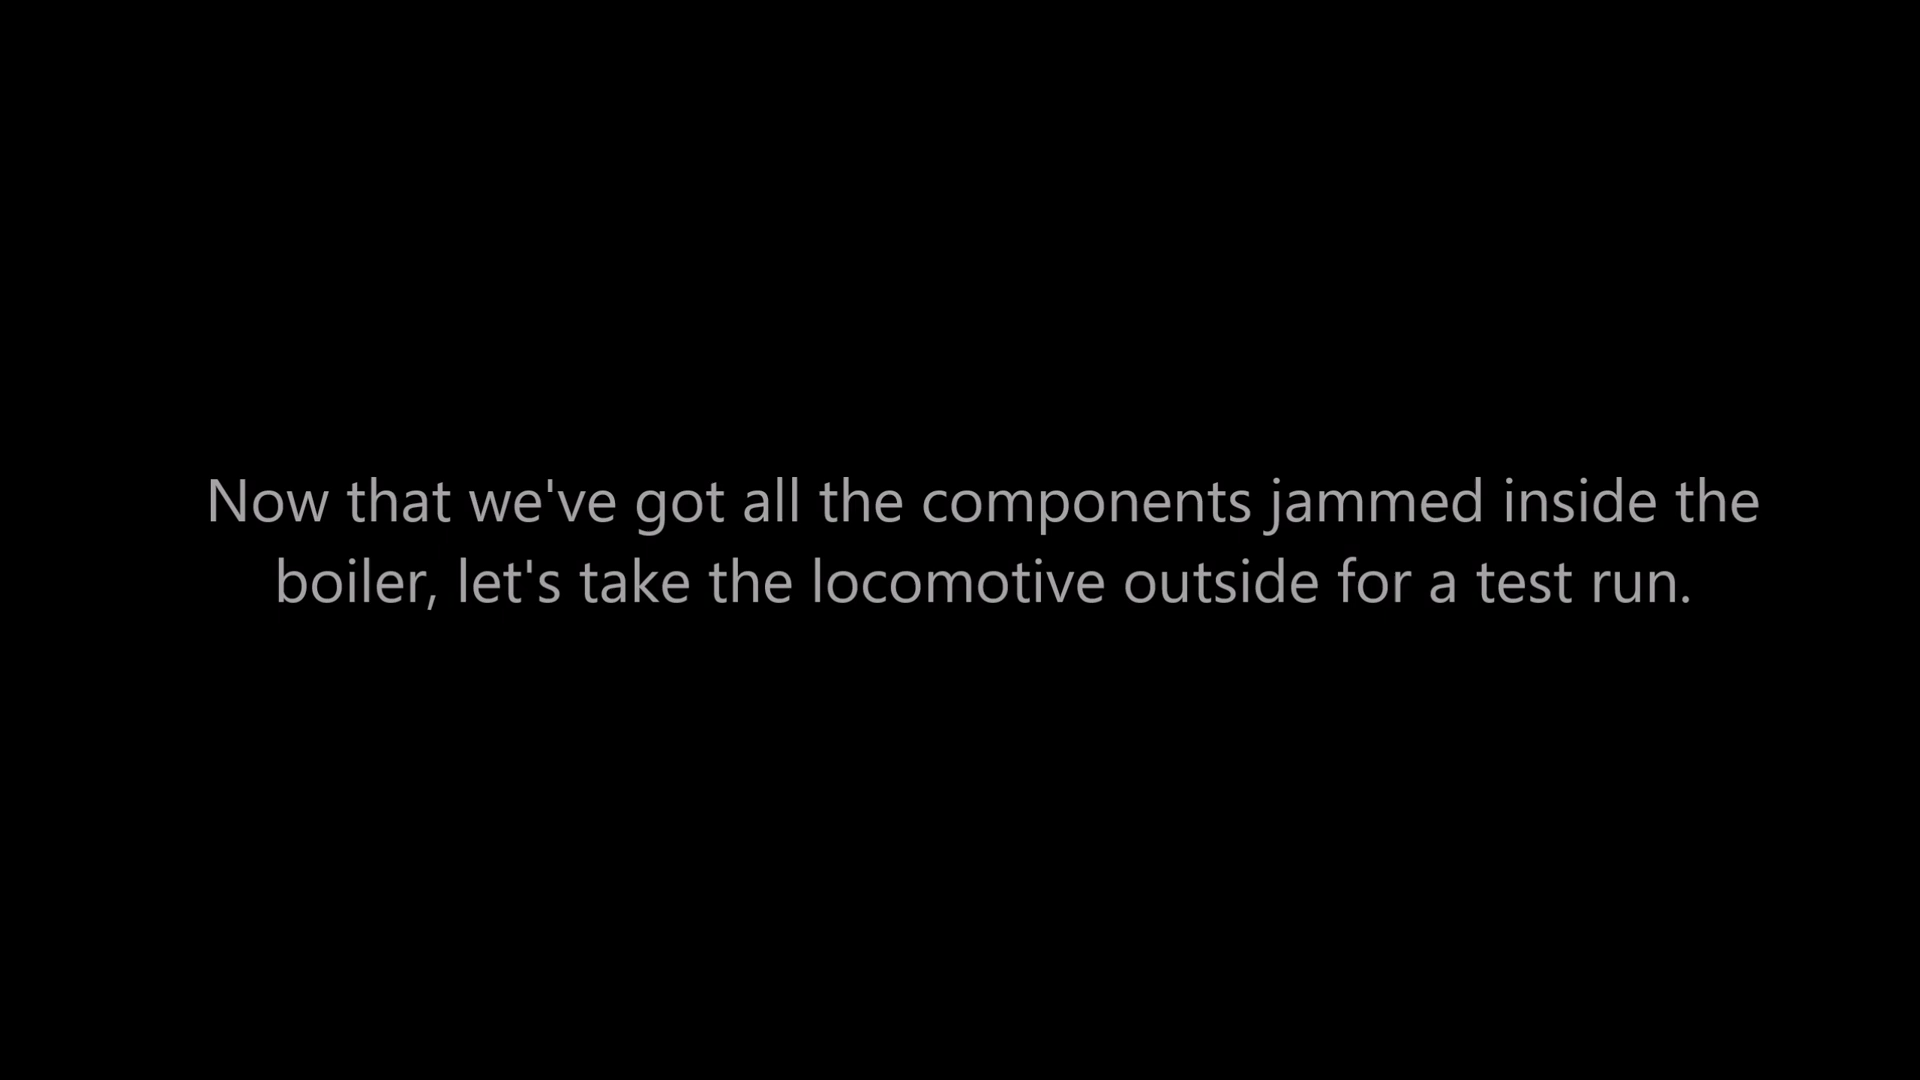 Now that we've got all the components jammed inside the
boiler, let's take the locomotive outside for a test run.